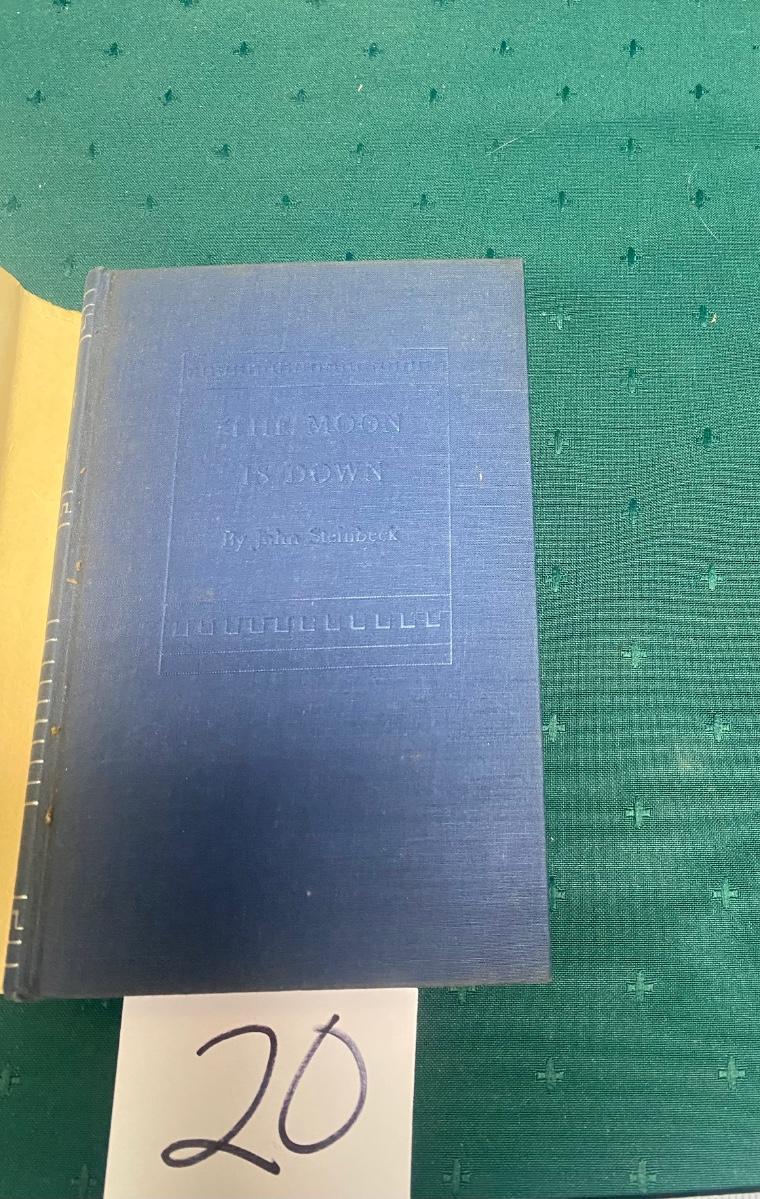 THE MOON
IS DOWN
By John Steinbeck
20